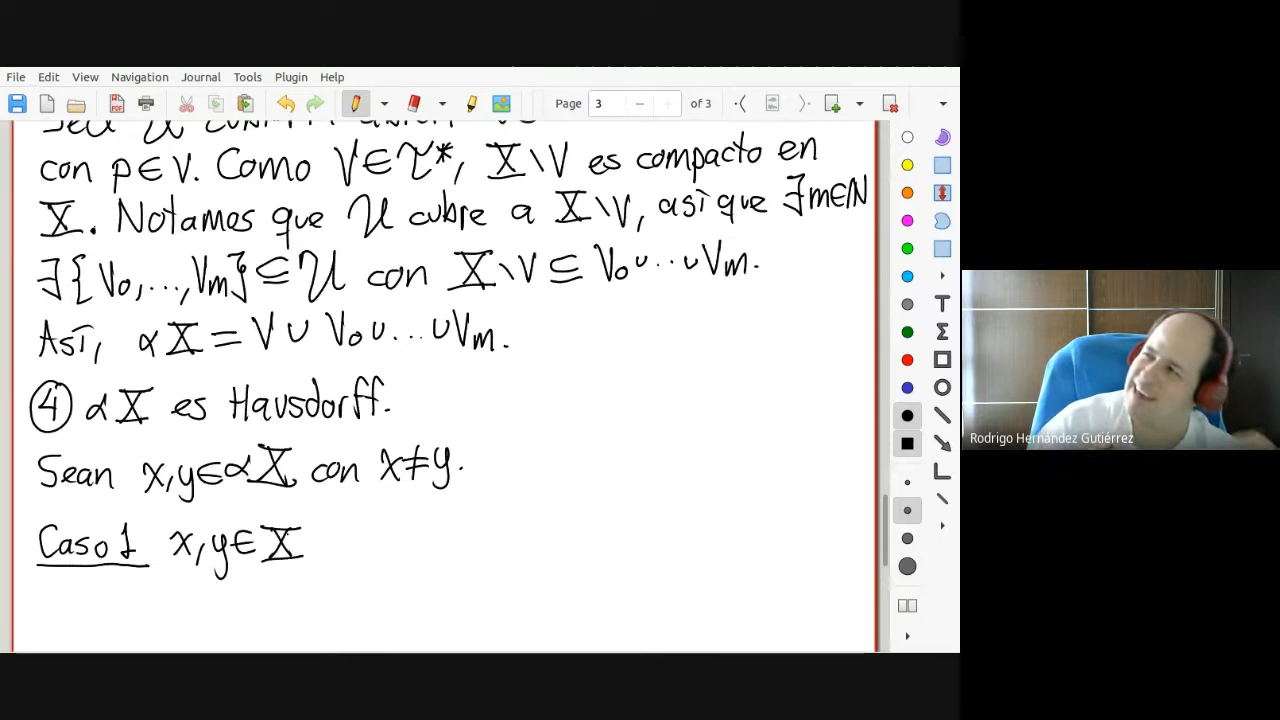 File Edit View Navigation Journal Tools Plugin Help
Page 3 of 3
con p∈V. Como V∈τ*, X\V es compacto en
X. Notamos que U cubre a X\V, así que ∃m∈N
∃{V0,...,Vm}⊆U con X\V ⊆ V0∪...∪Vm.
Así, αX = V∪V0∪...∪Vm.
④ αX es Hausdorff.
Sean x,y∈αX con x≠y.
Caso 1 x,y∈X
Rodrigo Hernández Gutiérrez